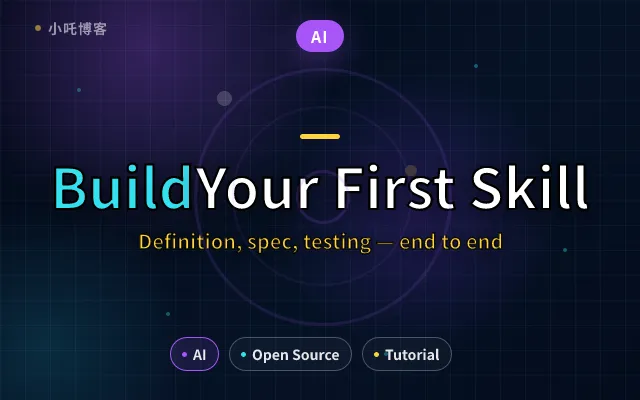 小吒博客
AI
BuildYour First Skill
Definition, spec, testing — end to end
AI
Open Source
Tutorial